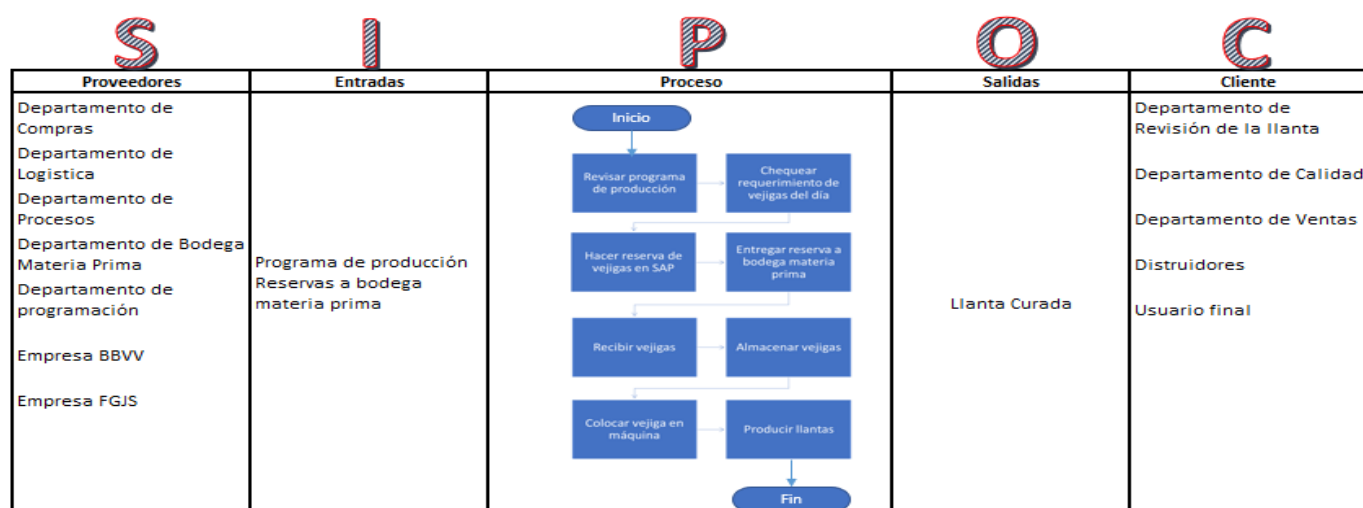 S I P O C
Proveedores Entradas Proceso Salidas Cliente
Departamento de
Compras
Departamento de
Logistica
Departamento de
Procesos
Departamento de Bodega
Materia Prima
Departamento de
programación
Empresa BBVV
Empresa FGJS
Programa de producción
Reservas a bodega
materia prima
Inicio
Revisar programa
de producción
Chequear
requerimiento de
vejigas del día
Hacer reserva de
vejigas en SAP
Entregar reserva a
bodega materia
prima
Recibir vejigas
Almacenar vejigas
Colocar vejiga en
máquina
Producir llantas
Fin
Llanta Curada
Departamento de
Revisión de la llanta
Departamento de Calidad
Departamento de Ventas
Distruidores
Usuario final